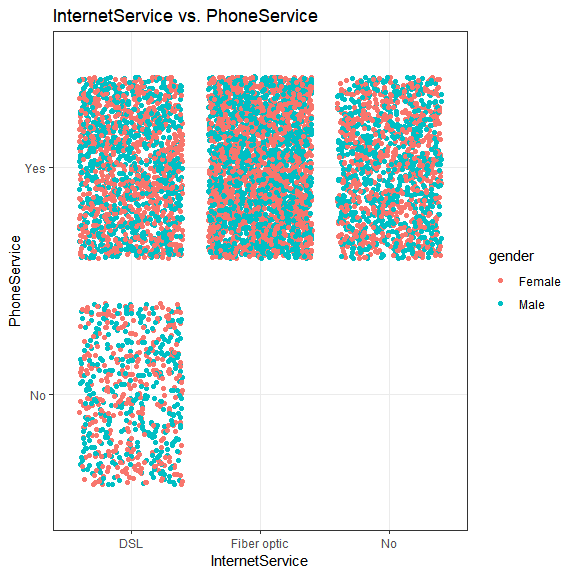 InternetService vs. PhoneService
Yes
No
PhoneService
DSL
Fiber optic
No
InternetService
gender
Female
Male